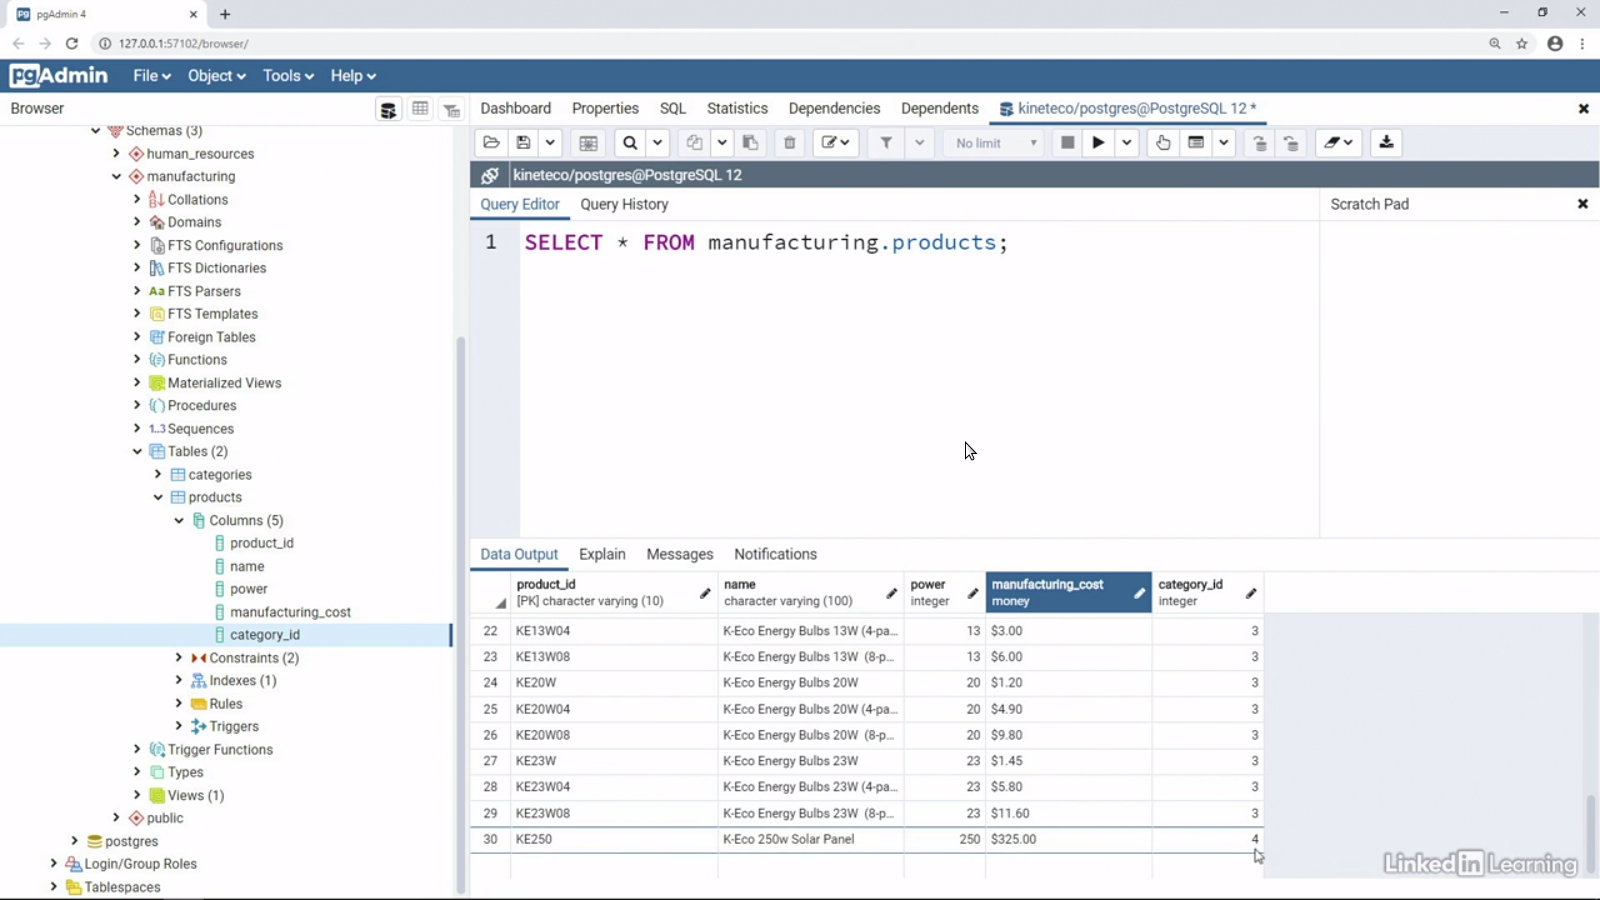 pgAdmin 4
127.0.0.1:57102/browser/
pgAdmin File Object Tools Help
Browser
Dashboard Properties SQL Statistics Dependencies Dependents kineteco/postgres@PostgreSQL 12 *
Schemas (3)
human_resources
manufacturing
Collations
Domains
FTS Configurations
FTS Dictionaries
Aa FTS Parsers
FTS Templates
Foreign Tables
Functions
Materialized Views
Procedures
1..3 Sequences
Tables (2)
categories
products
Columns (5)
product_id
name
power
manufacturing_cost
category_id
Constraints (2)
Indexes (1)
Rules
Triggers
Trigger Functions
Types
Views (1)
public
postgres
Login/Group Roles
Tablespaces
No limit
kineteco/postgres@PostgreSQL 12
Query Editor Query History
Scratch Pad
1 SELECT * FROM manufacturing.products;
Data Output Explain Messages Notifications
product_id name power manufacturing_cost category_id
[PK] character varying (10) character varying (100) integer money integer
22 KE13W04 K-Eco Energy Bulbs 13W (4-pa... 13 $3.00 3
23 KE13W08 K-Eco Energy Bulbs 13W (8-p... 13 $6.00 3
24 KE20W K-Eco Energy Bulbs 20W 20 $1.20 3
25 KE20W04 K-Eco Energy Bulbs 20W (4-pa... 20 $4.90 3
26 KE20W08 K-Eco Energy Bulbs 20W (8-p... 20 $9.80 3
27 KE23W K-Eco Energy Bulbs 23W 23 $1.45 3
28 KE23W04 K-Eco Energy Bulbs 23W (4-pa... 23 $5.80 3
29 KE23W08 K-Eco Energy Bulbs 23W (8-p... 23 $11.60 3
30 KE250 K-Eco 250w Solar Panel 250 $325.00 4
Linked in Learning